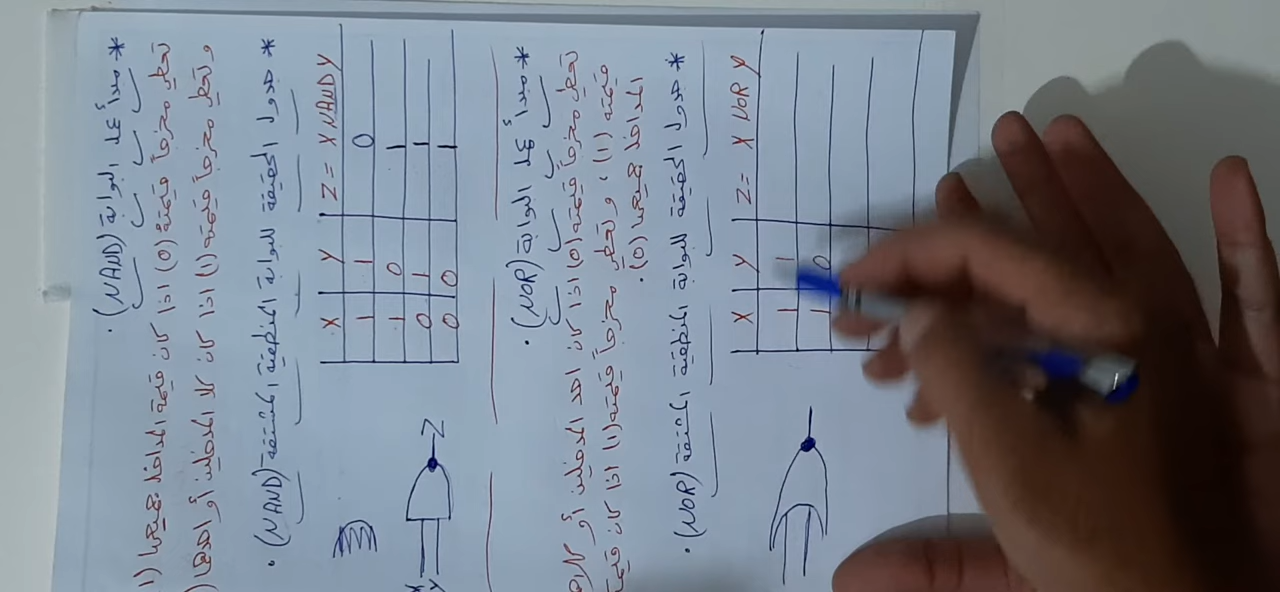 * مبدأ عمل البوابة (NAND).
تعطي مخرجاً قيمته (0) اذا كان قيمة المداخل جميعها (1
وتعطي مخرجاً قيمته (1) اذا كان كلا المدخلين أو احدهما (
* جدول الحقيقة للبوابة المنطقية المشتقة (NAND).
X Y Z = X NAND Y
1 1 0
1 0 1
0 1 1
0 0 1
X
Y
Z
* مبدأ عمل البوابة (NOR).
تعطي مخرجاً قيمته (0) اذا كان احد المدخلين أو كلاهما
قيمته (1)، وتعطي مخرجاً قيمته (1) اذا كان قيمة
المداخل جميعها (0).
* جدول الحقيقة للبوابة المنطقية المشتقة (NOR).
X Y Z = X NOR Y
1 1
1 0